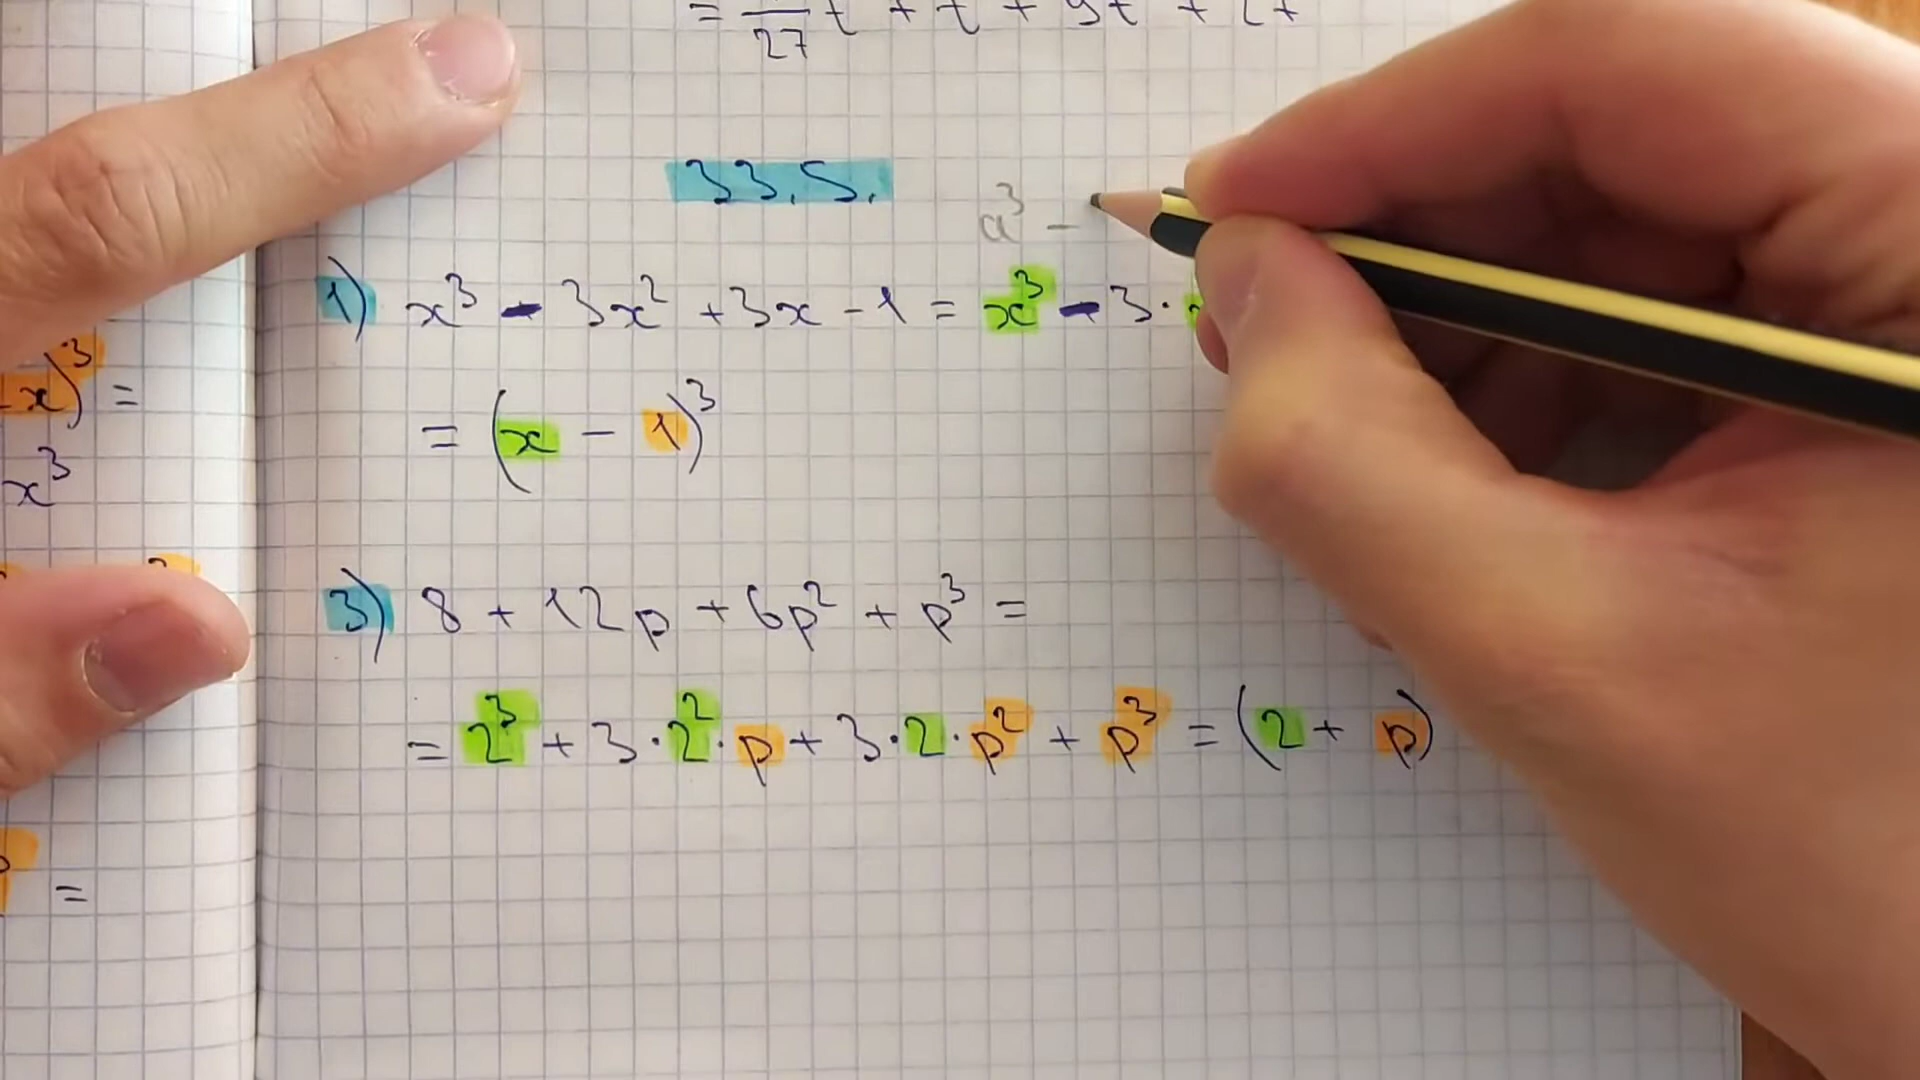 33.5.
a³ -
1) x³ - 3x² + 3x - 1 = x³ - 3 ·
= (x - 1)³
3) 8 + 12p + 6p² + p³ =
= 2³ + 3 · 2² · p + 3 · 2 · p² + p³ = (2 + p)
x)³ =
x³
=